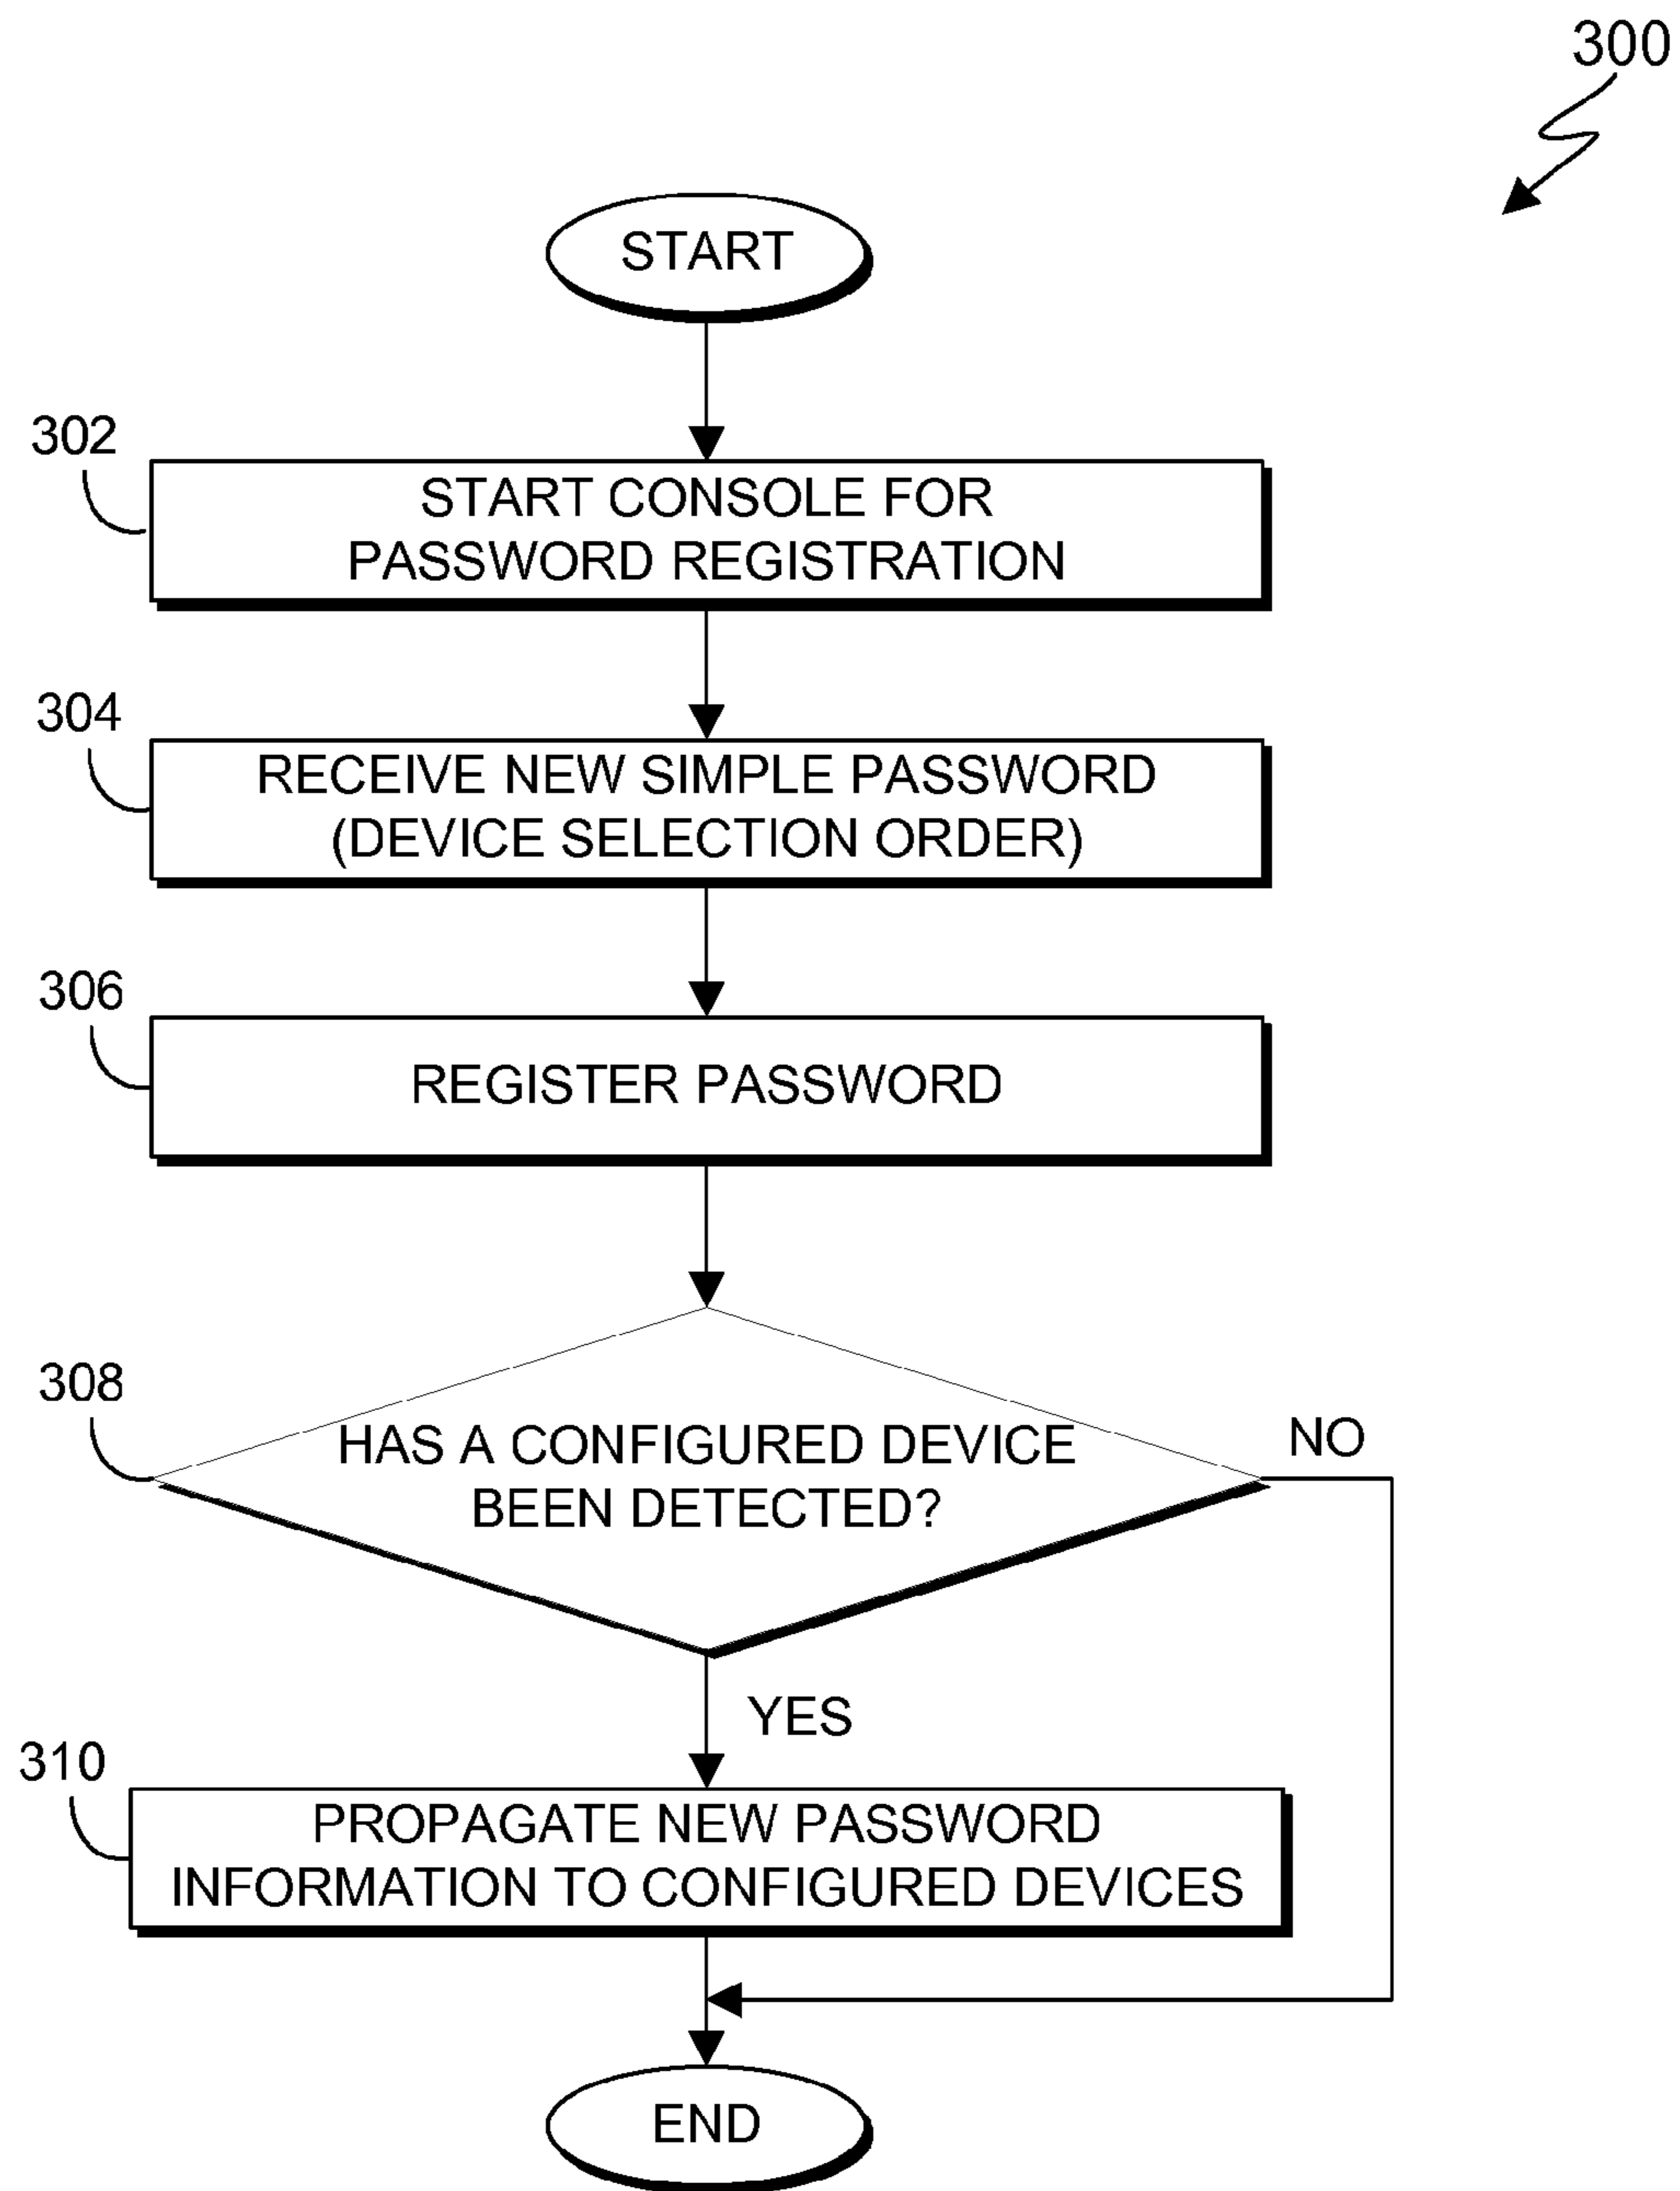 300
START
302
START CONSOLE FOR
PASSWORD REGISTRATION
304
RECEIVE NEW SIMPLE PASSWORD
(DEVICE SELECTION ORDER)
306
REGISTER PASSWORD
308
HAS A CONFIGURED DEVICE
BEEN DETECTED?
NO
YES
310
PROPAGATE NEW PASSWORD
INFORMATION TO CONFIGURED DEVICES
END